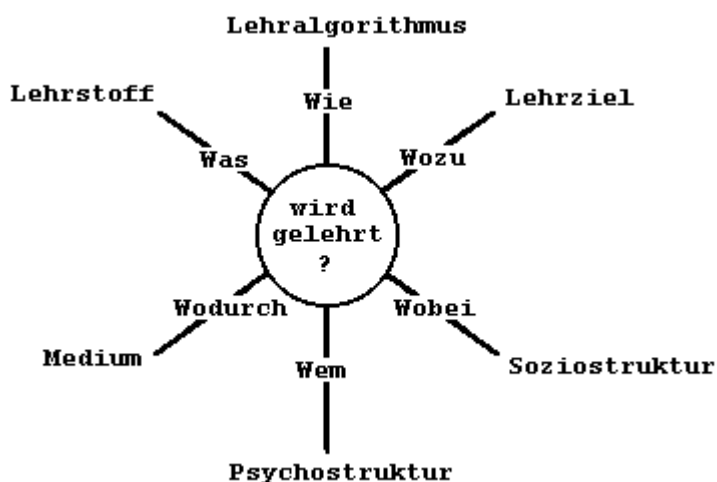 Lehralgorithmus
Lehrstoff
Wie
Lehrziel
Was
Wozu
wird
gelehrt
?
Wodurch
Wobei
Medium
Wem
Soziostruktur
Psychostruktur